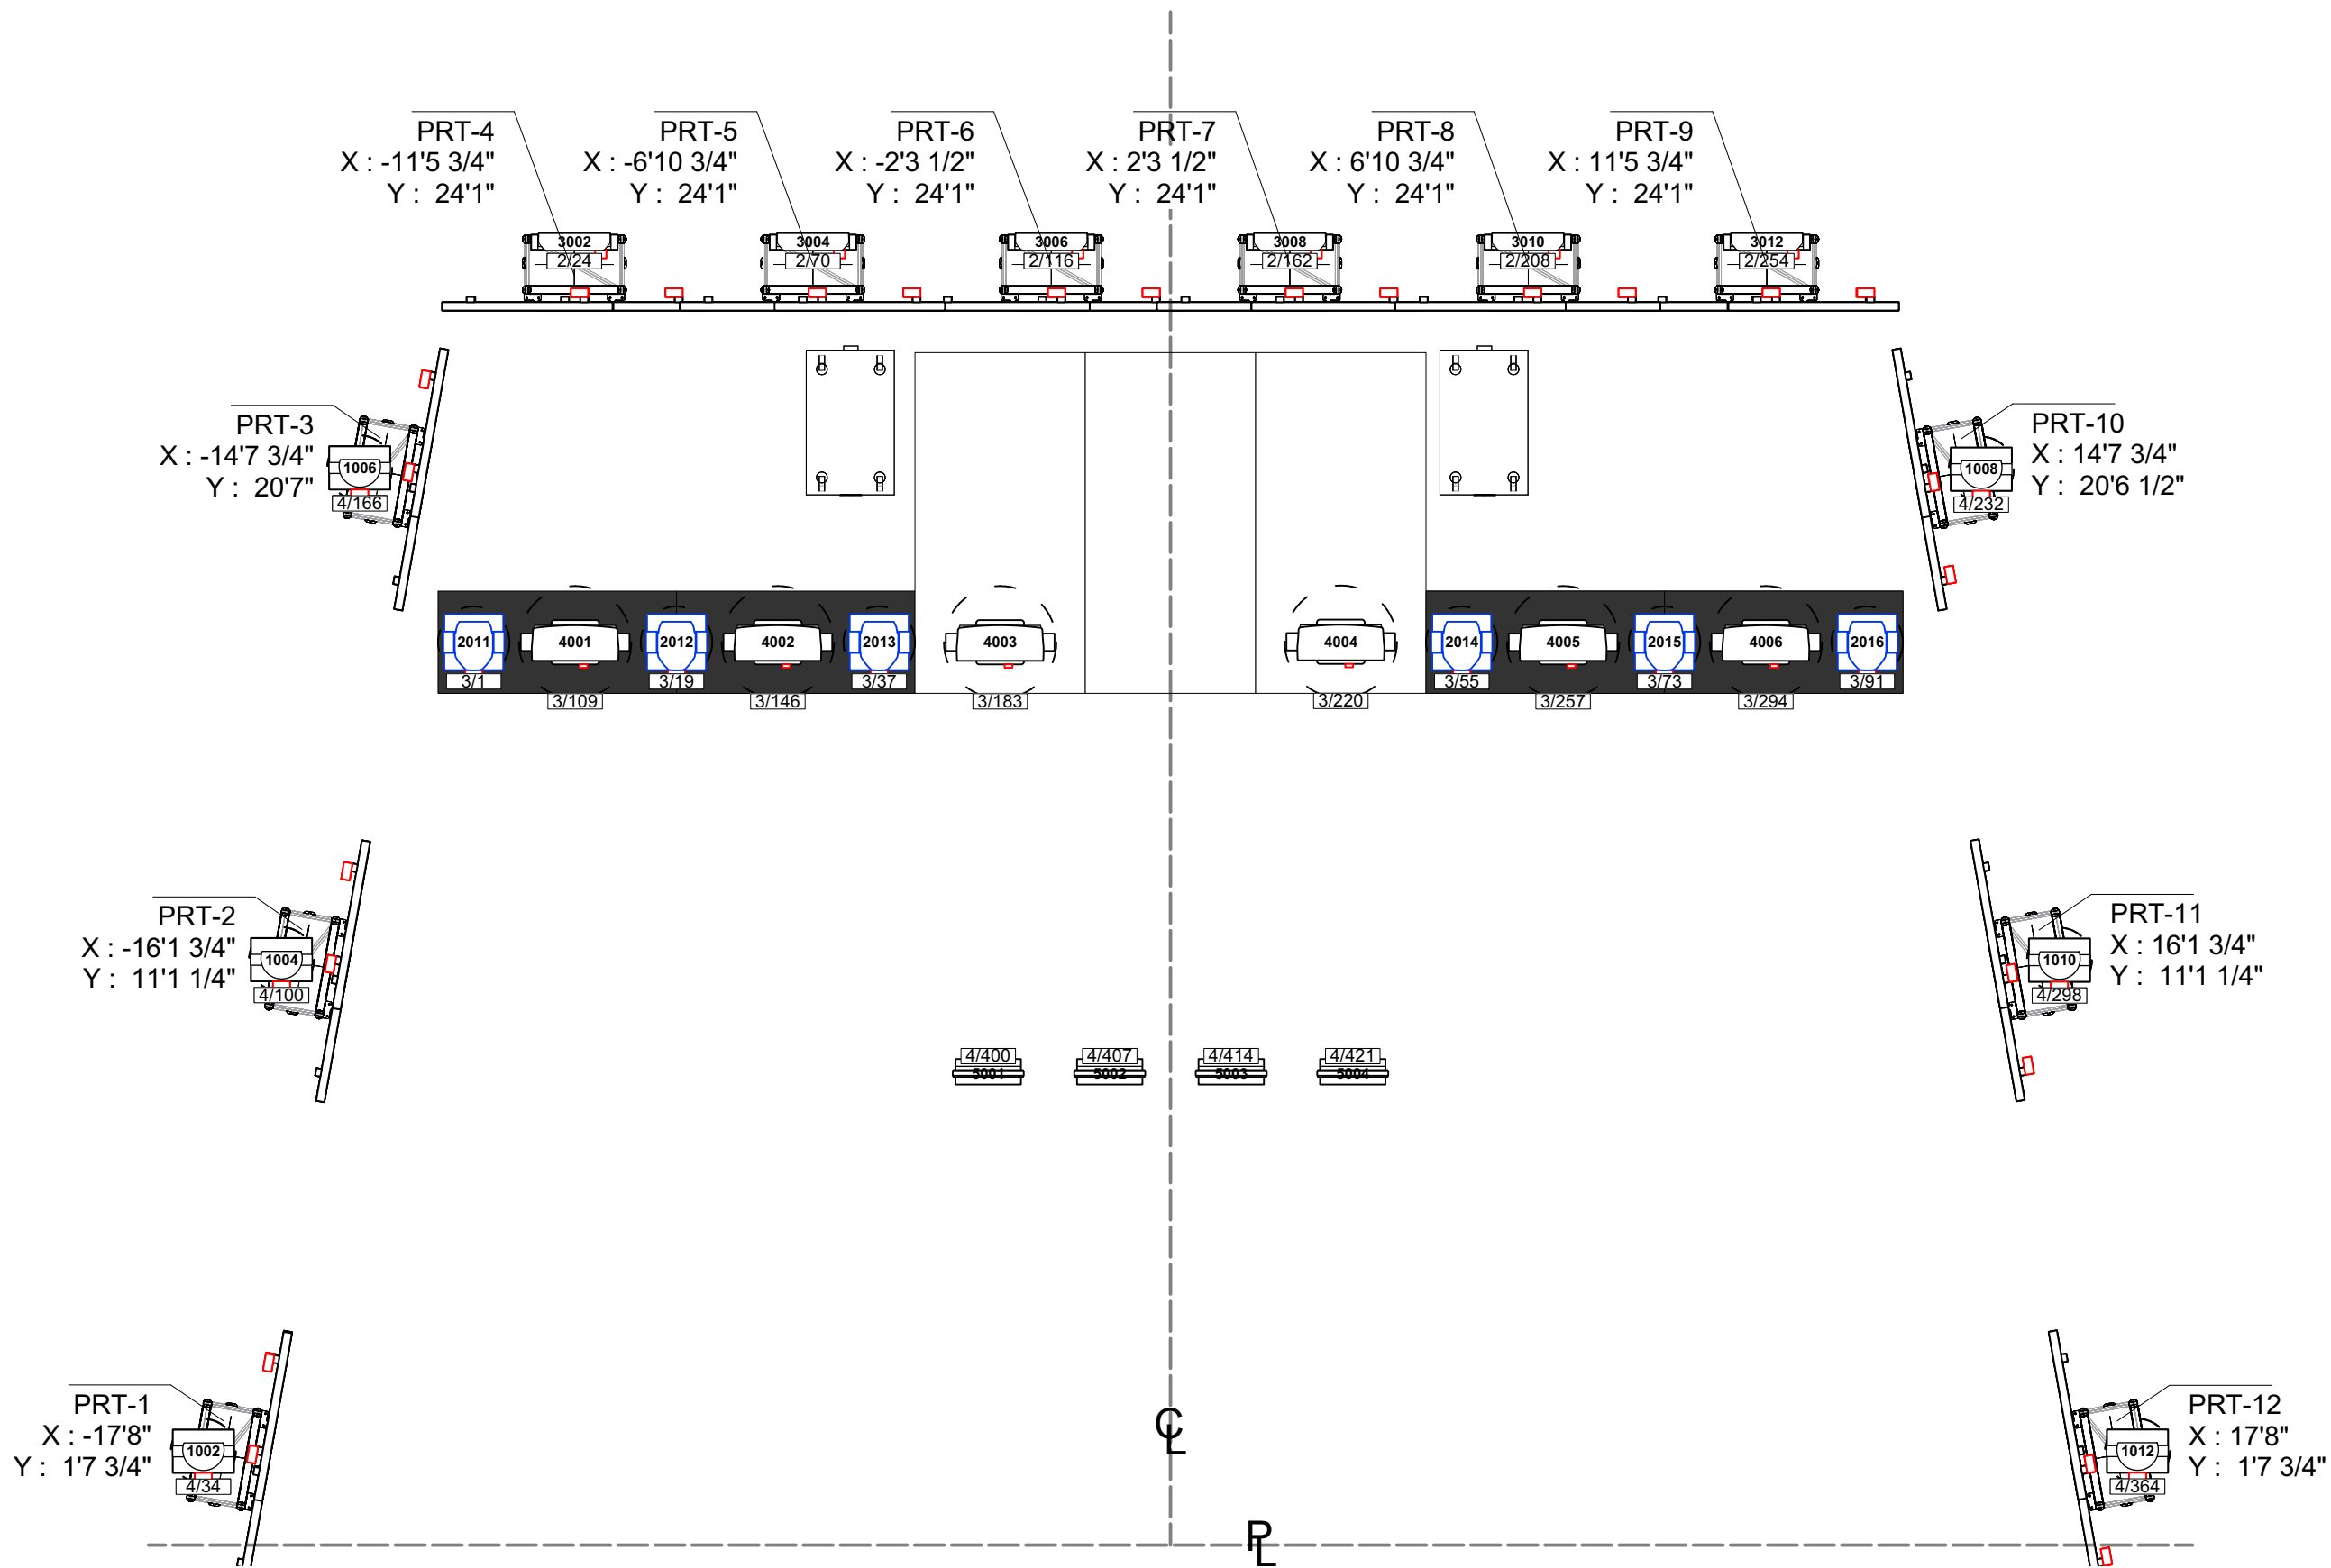 PRT-4
X : -11'5 3/4"
Y : 24'1"
PRT-5
X : -6'10 3/4"
Y : 24'1"
PRT-6
X : -2'3 1/2"
Y : 24'1"
PRT-7
X : 2'3 1/2"
Y : 24'1"
PRT-8
X : 6'10 3/4"
Y : 24'1"
PRT-9
X : 11'5 3/4"
Y : 24'1"
3002
2/24
3004
2/70
3006
2/116
3008
2/162
3010
2/208
3012
2/254
PRT-3
X : -14'7 3/4"
Y : 20'7"
1006
4/166
PRT-10
X : 14'7 3/4"
Y : 20'6 1/2"
1008
4/232
2011
4001
2012
4002
2013
4003
4004
2014
4005
2015
4006
2016
3/1
3/19
3/37
3/55
3/73
3/91
3/109
3/146
3/183
3/220
3/257
3/294
PRT-2
X : -16'1 3/4"
Y : 11'1 1/4"
1004
4/100
PRT-11
X : 16'1 3/4"
Y : 11'1 1/4"
1010
4/298
4/400
4/407
4/414
4/421
5001
5002
5003
5004
PRT-1
X : -17'8"
Y : 1'7 3/4"
1002
4/34
CL
PRT-12
X : 17'8"
Y : 1'7 3/4"
1012
4/364
PL